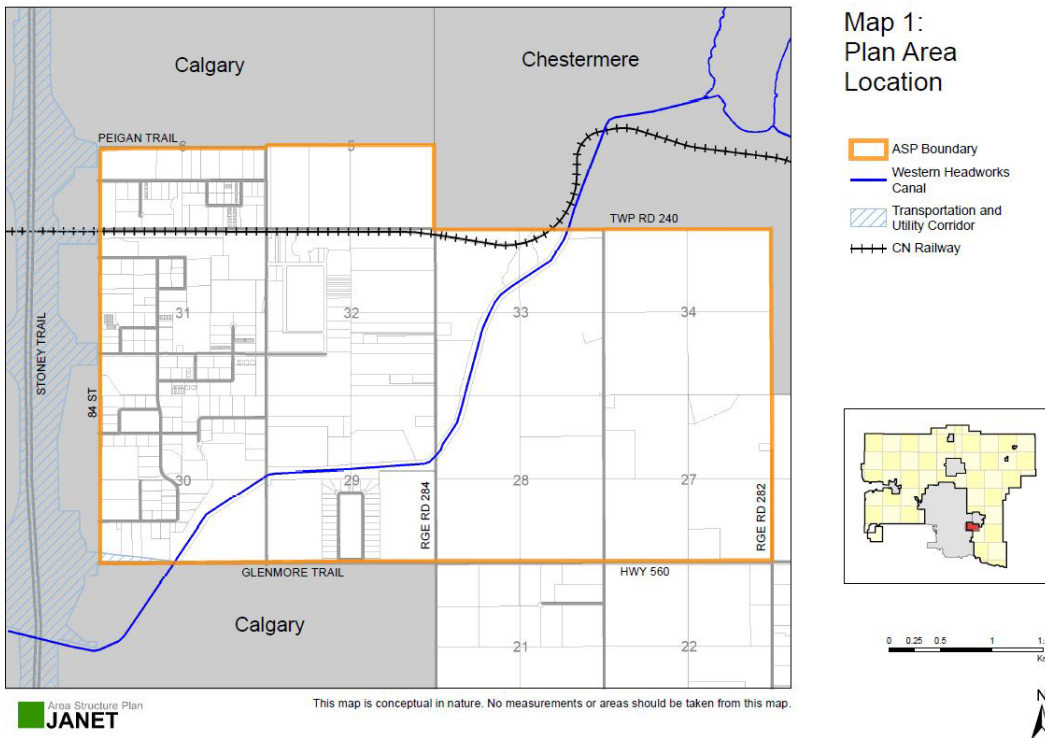 Calgary
Chestermere
Map 1:
Plan Area
Location
PEIGAN TRAIL
6
5
ASP Boundary
Western Headworks
Canal
Transportation and
Utility Corridor
CN Railway
TWP RD 240
31
32
33
34
STONEY TRAIL
84 ST
30
29
28
27
RGE RD 284
RGE RD 282
GLENMORE TRAIL
HWY 560
Calgary
21
22
0 0.25 0.5 1 1.
Area Structure Plan
JANET
This map is conceptual in nature. No measurements or areas should be taken from this map.
N